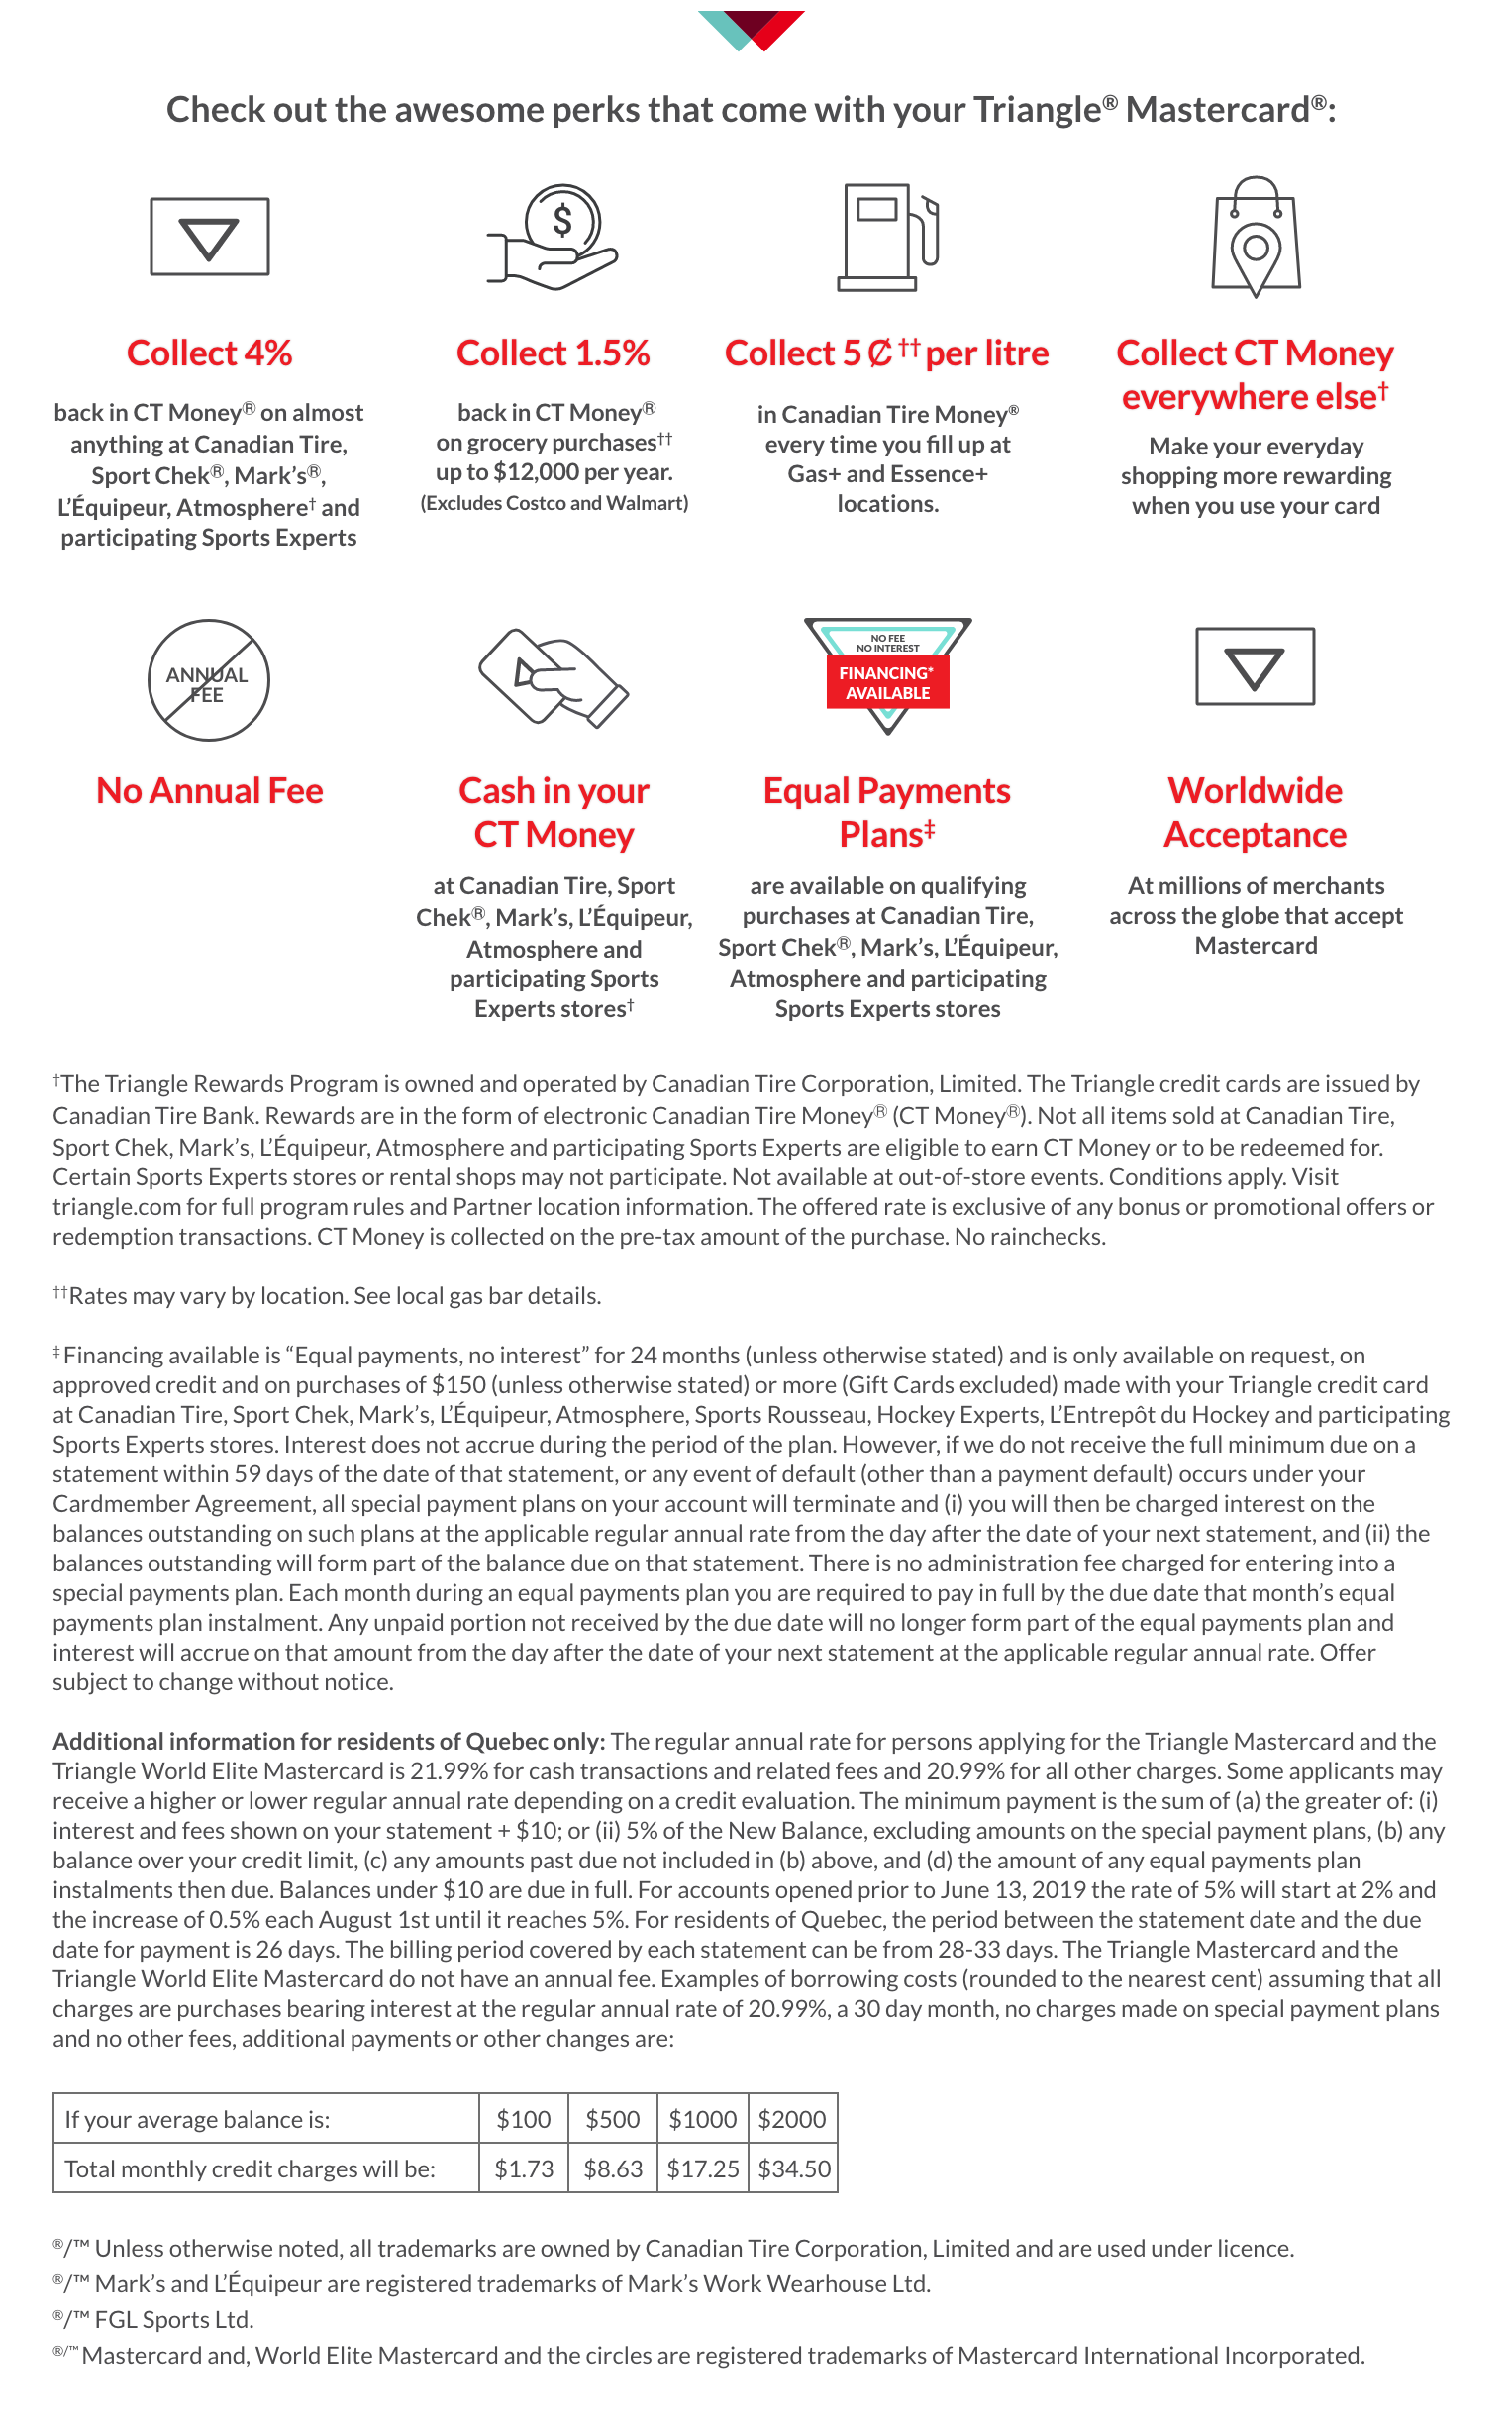 Check out the awesome perks that come with your Triangle® Mastercard®:
Collect 4%
back in CT Money® on almost
anything at Canadian Tire,
Sport Chek®, Mark’s®,
L’Équipeur, Atmosphere† and
participating Sports Experts
Collect 1.5%
back in CT Money®
on grocery purchases††
up to $12,000 per year.
(Excludes Costco and Walmart)
Collect 5 ₵ †† per litre
in Canadian Tire Money®
every time you fill up at
Gas+ and Essence+
locations.
Collect CT Money
everywhere else†
Make your everyday
shopping more rewarding
when you use your card
ANNUAL
FEE
No Annual Fee
Cash in your
CT Money
at Canadian Tire, Sport
Chek®, Mark’s, L’Équipeur,
Atmosphere and
participating Sports
Experts stores†
NO FEE
NO INTEREST
FINANCING*
AVAILABLE
Equal Payments
Plans‡
are available on qualifying
purchases at Canadian Tire,
Sport Chek®, Mark’s, L’Équipeur,
Atmosphere and participating
Sports Experts stores
Worldwide
Acceptance
At millions of merchants
across the globe that accept
Mastercard
†The Triangle Rewards Program is owned and operated by Canadian Tire Corporation, Limited. The Triangle credit cards are issued by
Canadian Tire Bank. Rewards are in the form of electronic Canadian Tire Money® (CT Money®). Not all items sold at Canadian Tire,
Sport Chek, Mark’s, L’Équipeur, Atmosphere and participating Sports Experts are eligible to earn CT Money or to be redeemed for.
Certain Sports Experts stores or rental shops may not participate. Not available at out-of-store events. Conditions apply. Visit
triangle.com for full program rules and Partner location information. The offered rate is exclusive of any bonus or promotional offers or
redemption transactions. CT Money is collected on the pre-tax amount of the purchase. No rainchecks.
††Rates may vary by location. See local gas bar details.
‡ Financing available is “Equal payments, no interest” for 24 months (unless otherwise stated) and is only available on request, on
approved credit and on purchases of $150 (unless otherwise stated) or more (Gift Cards excluded) made with your Triangle credit card
at Canadian Tire, Sport Chek, Mark’s, L’Équipeur, Atmosphere, Sports Rousseau, Hockey Experts, L’Entrepôt du Hockey and participating
Sports Experts stores. Interest does not accrue during the period of the plan. However, if we do not receive the full minimum due on a
statement within 59 days of the date of that statement, or any event of default (other than a payment default) occurs under your
Cardmember Agreement, all special payment plans on your account will terminate and (i) you will then be charged interest on the
balances outstanding on such plans at the applicable regular annual rate from the day after the date of your next statement, and (ii) the
balances outstanding will form part of the balance due on that statement. There is no administration fee charged for entering into a
special payments plan. Each month during an equal payments plan you are required to pay in full by the due date that month’s equal
payments plan instalment. Any unpaid portion not received by the due date will no longer form part of the equal payments plan and
interest will accrue on that amount from the day after the date of your next statement at the applicable regular annual rate. Offer
subject to change without notice.
Additional information for residents of Quebec only: The regular annual rate for persons applying for the Triangle Mastercard and the
Triangle World Elite Mastercard is 21.99% for cash transactions and related fees and 20.99% for all other charges. Some applicants may
receive a higher or lower regular annual rate depending on a credit evaluation. The minimum payment is the sum of (a) the greater of: (i)
interest and fees shown on your statement + $10; or (ii) 5% of the New Balance, excluding amounts on the special payment plans, (b) any
balance over your credit limit, (c) any amounts past due not included in (b) above, and (d) the amount of any equal payments plan
instalments then due. Balances under $10 are due in full. For accounts opened prior to June 13, 2019 the rate of 5% will start at 2% and
the increase of 0.5% each August 1st until it reaches 5%. For residents of Quebec, the period between the statement date and the due
date for payment is 26 days. The billing period covered by each statement can be from 28-33 days. The Triangle Mastercard and the
Triangle World Elite Mastercard do not have an annual fee. Examples of borrowing costs (rounded to the nearest cent) assuming that all
charges are purchases bearing interest at the regular annual rate of 20.99%, a 30 day month, no charges made on special payment plans
and no other fees, additional payments or other changes are:
If your average balance is: $100 $500 $1000 $2000
Total monthly credit charges will be: $1.73 $8.63 $17.25 $34.50
®/™ Unless otherwise noted, all trademarks are owned by Canadian Tire Corporation, Limited and are used under licence.
®/™ Mark’s and L’Équipeur are registered trademarks of Mark’s Work Wearhouse Ltd.
®/™ FGL Sports Ltd.
®/™ Mastercard and, World Elite Mastercard and the circles are registered trademarks of Mastercard International Incorporated.